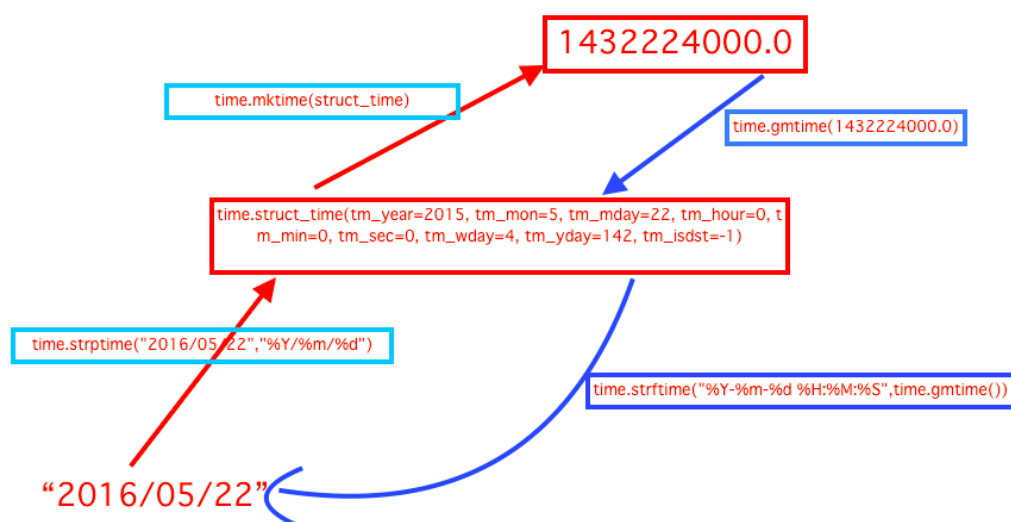 1432224000.0
time.mktime(struct_time)
time.gmtime(1432224000.0)
time.struct_time(tm_year=2015, tm_mon=5, tm_mday=22, tm_hour=0, t
m_min=0, tm_sec=0, tm_wday=4, tm_yday=142, tm_isdst=-1)
time.strptime("2016/05/22","%Y/%m/%d")
time.strftime("%Y-%m-%d %H:%M:%S",time.gmtime())
“2016/05/22”